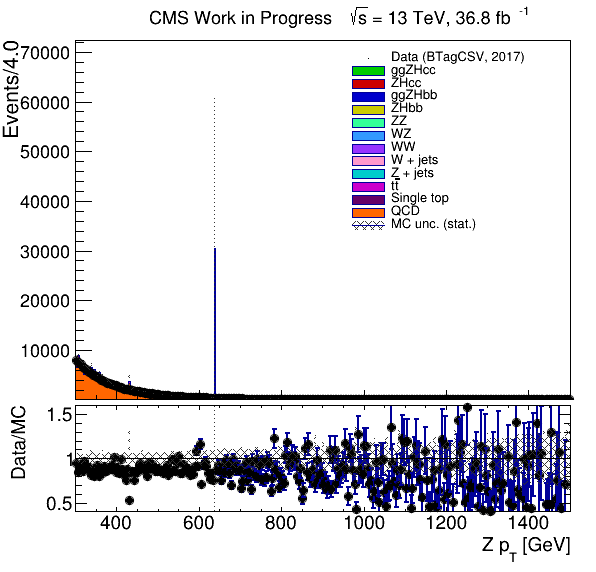 CMS Work in Progress √s = 13 TeV, 36.8 fb -1
Events/4.0
70000
60000
50000
40000
30000
20000
10000
Data (BTagCSV, 2017)
ggZHcc
ZHcc
ggZHbb
ZHbb
ZZ
WZ
WW
W + jets
Z + jets
tt̅
Single top
QCD
MC unc. (stat.)
Data/MC
1.5
1
0.5
400 600 800 1000 1200 1400
Z pT [GeV]